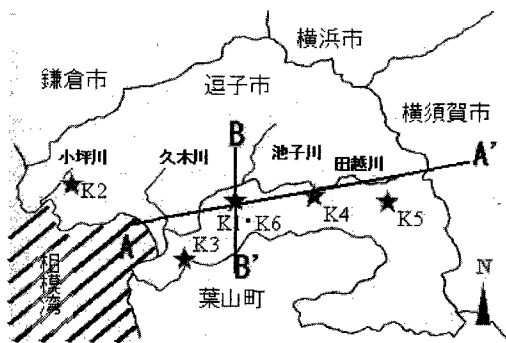 横浜市
鎌倉市
逗子市
横須賀市
小坪川
久木川
池子川
田越川
B
A'
K2
K1・K6
K4
K5
A
K3
B'
相模湾
葉山町
N